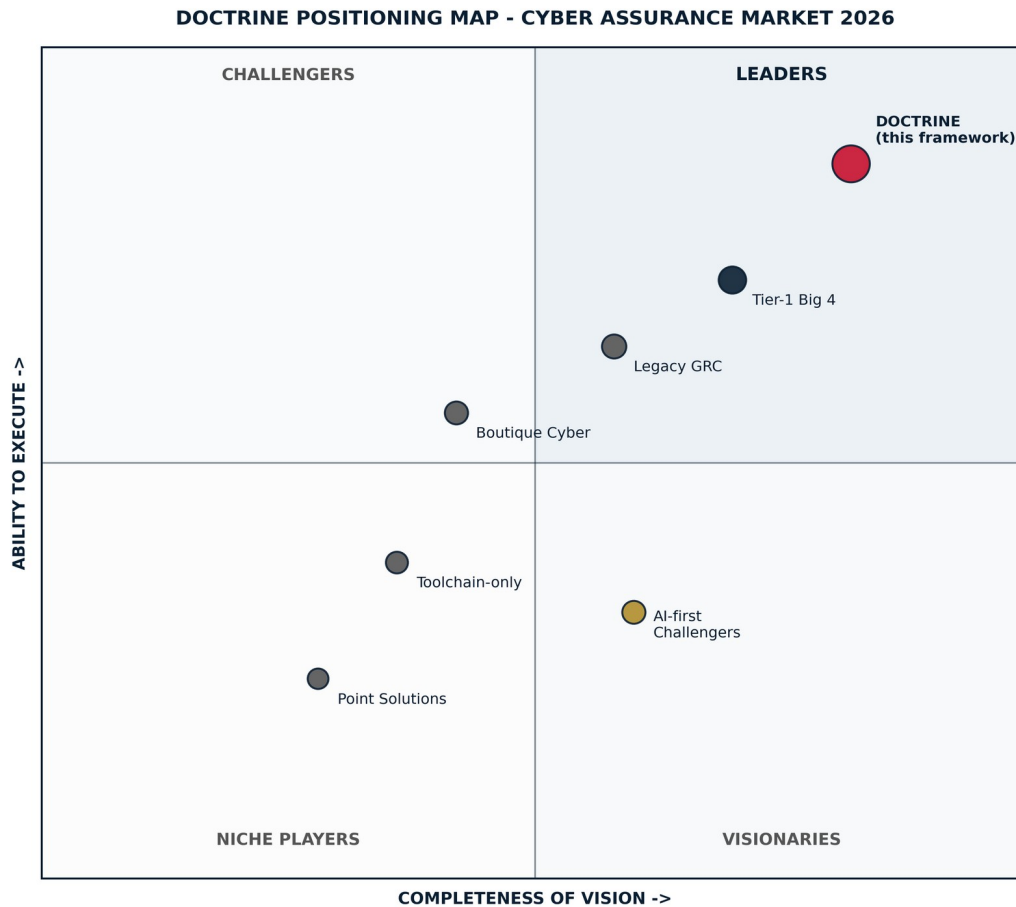 DOCTRINE POSITIONING MAP - CYBER ASSURANCE MARKET 2026
CHALLENGERS
LEADERS
DOCTRINE
(this framework)
Tier-1 Big 4
Legacy GRC
Boutique Cyber
ABILITY TO EXECUTE ->
Toolchain-only
AI-first
Challengers
Point Solutions
NICHE PLAYERS
VISIONARIES
COMPLETENESS OF VISION ->